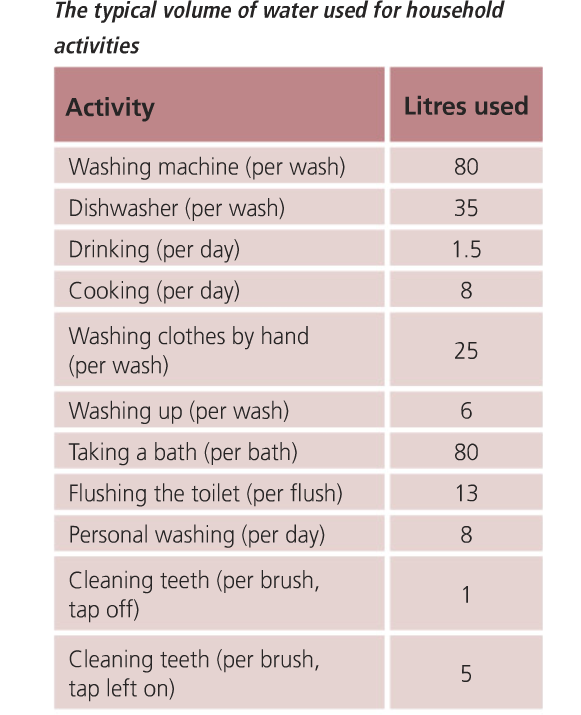 The typical volume of water used for household
activities
Activity Litres used
Washing machine (per wash) 80
Dishwasher (per wash) 35
Drinking (per day) 1.5
Cooking (per day) 8
Washing clothes by hand
(per wash) 25
Washing up (per wash) 6
Taking a bath (per bath) 80
Flushing the toilet (per flush) 13
Personal washing (per day) 8
Cleaning teeth (per brush,
tap off) 1
Cleaning teeth (per brush,
tap left on) 5